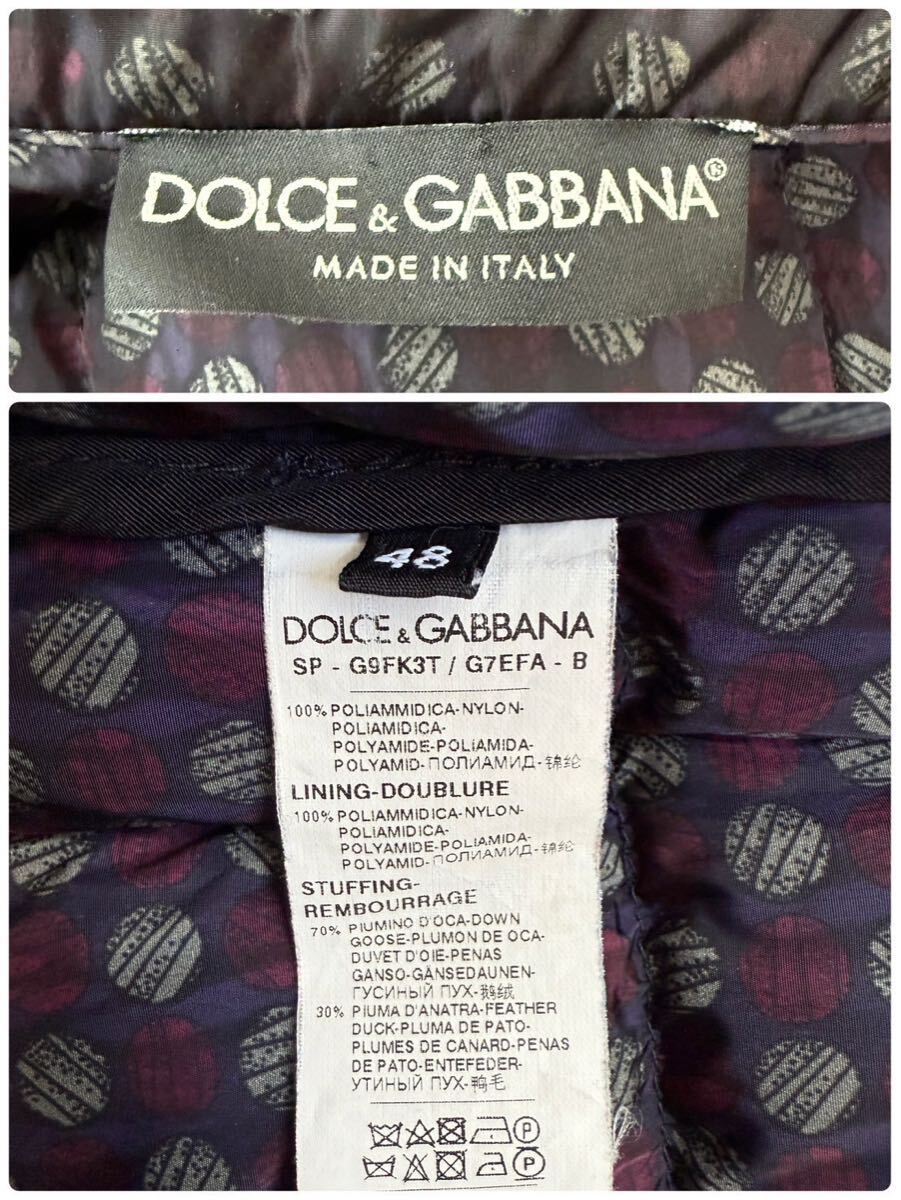 DOLCE & GABBANA®
MADE IN ITALY
48
DOLCE & GABBANA
SP - G9FK3T / G7EFA - B
100% POLIAMMIDICA-NYLON-
POLIAMIDICA-
POLYAMIDE-POLIAMIDA-
POLYAMID-ПОЛИАМИД-锦纶
LINING-DOUBLURE
100% POLIAMMIDICA-NYLON-
POLIAMIDICA-
POLYAMIDE-POLIAMIDA-
POLYAMID-ПОЛИАМИД-锦纶
STUFFING-
REMBOURRAGE
70% PIUMINO D'OCA-DOWN
GOOSE-PLUMON DE OCA-
DUVET D'OIE-PENAS
GANSO-GÄNSEDAUNEN-
ГУСИНЫЙ ПУХ-鹅绒
30% PIUMA D'ANATRA-FEATHER
DUCK-PLUMA DE PATO-
PLUMES DE CANARD-PENAS
DE PATO-ENTEFEDER-
УТИНЫЙ ПУХ-鸭毛
P
P